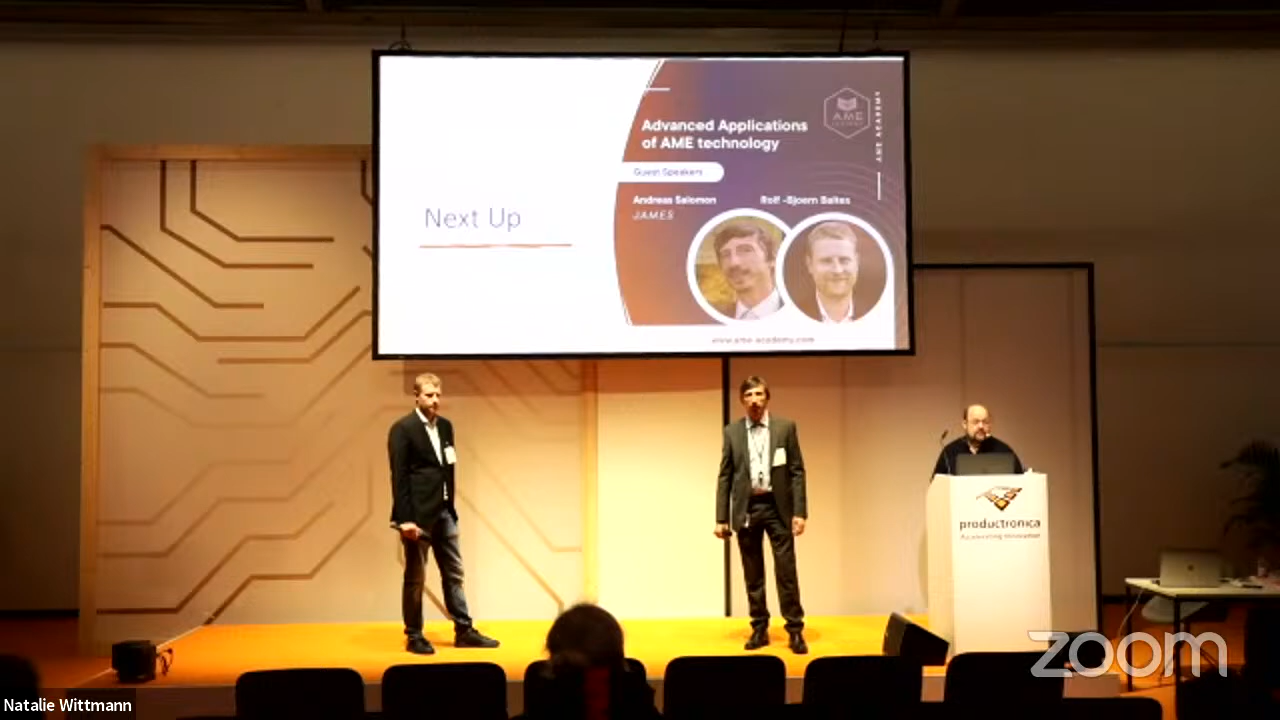 Next Up
Advanced Applications
of AME technology
Guest Speakers
Andreas Salomon
JAMES
Rolf -Bjoern Baltes
AME
AME ACADEMY
www.ame-academy.com
productronica
Accelerating Innovation
zoom
Natalie Wittmann